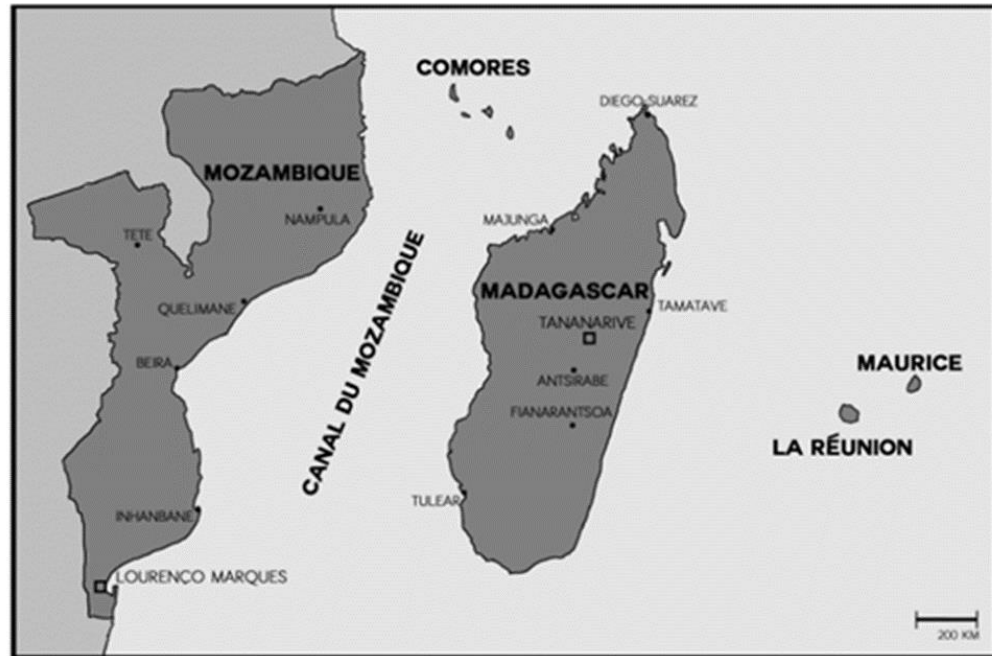 COMORES
DIEGO-SUAREZ
MOZAMBIQUE
NAMPULA
MAJUNGA
TETE
CANAL DU MOZAMBIQUE
MADAGASCAR
QUELIMANE
TAMATAVE
TANANARIVE
BEIRA
MAURICE
ANTSIRABE
FIANARANTSOA
LA RÉUNION
TULEAR
INHANBANE
LOURENÇO MARQUES
200 KM